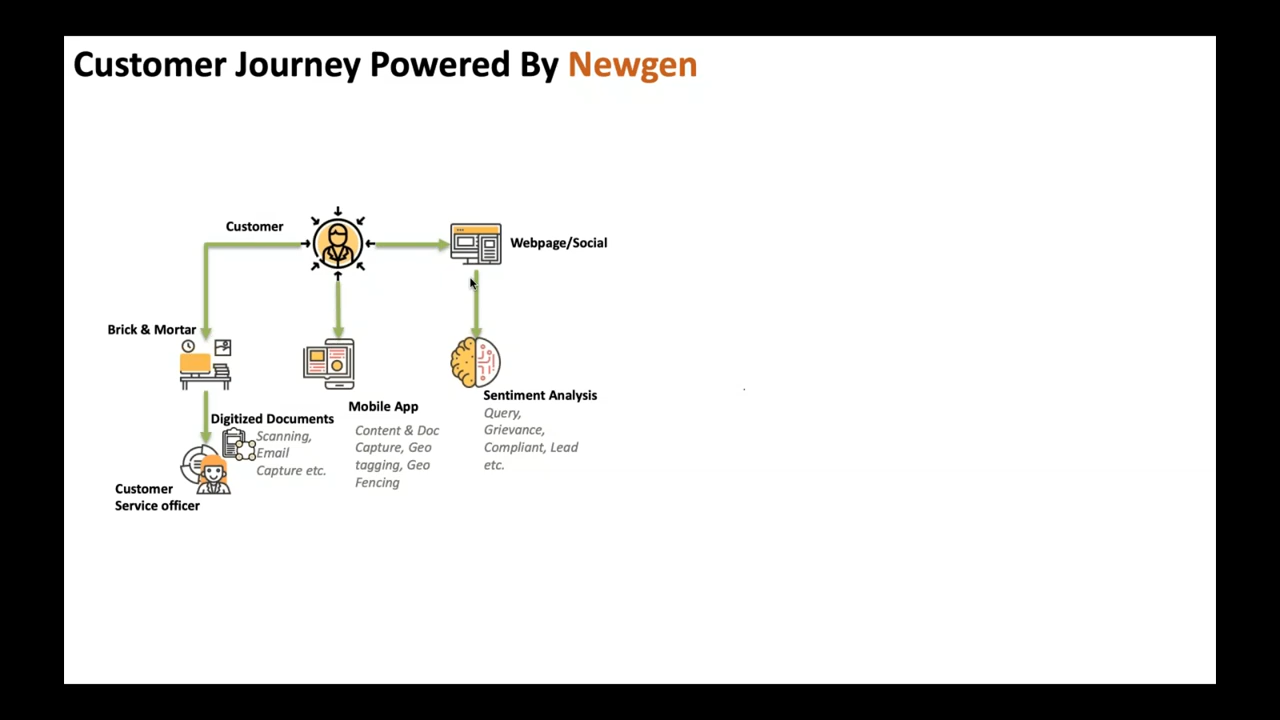 Customer Journey Powered By Newgen
Customer
Webpage/Social
Brick & Mortar
Digitized Documents
Scanning,
Email
Capture etc.
Customer
Service officer
Mobile App
Content & Doc
Capture, Geo
tagging, Geo
Fencing
Sentiment Analysis
Query,
Grievance,
Compliant, Lead
etc.